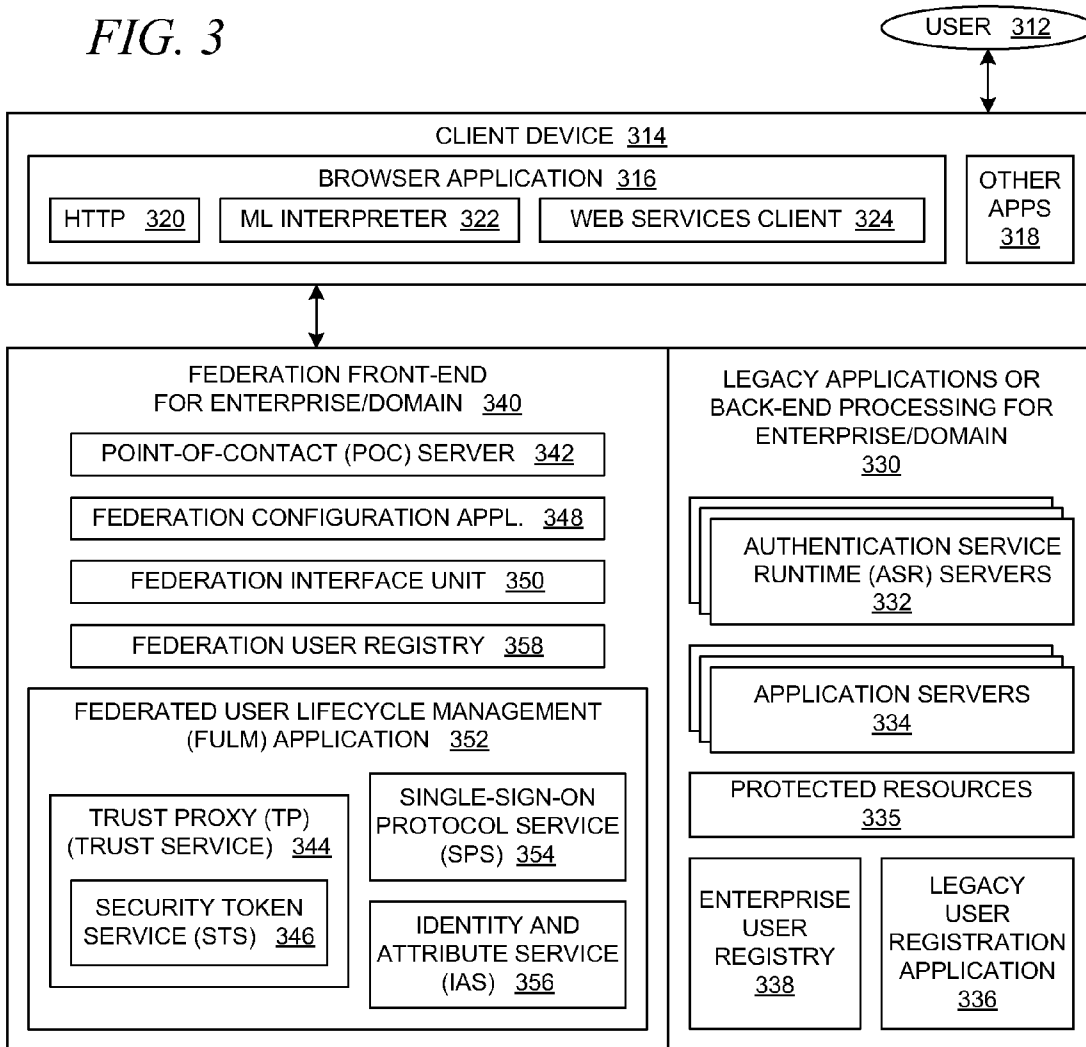 FIG. 3
USER 312
CLIENT DEVICE 314
BROWSER APPLICATION 316
HTTP 320
ML INTERPRETER 322
WEB SERVICES CLIENT 324
OTHER
APPS
318
FEDERATION FRONT-END
FOR ENTERPRISE/DOMAIN 340
POINT-OF-CONTACT (POC) SERVER 342
FEDERATION CONFIGURATION APPL. 348
FEDERATION INTERFACE UNIT 350
FEDERATION USER REGISTRY 358
FEDERATED USER LIFECYCLE MANAGEMENT
(FULM) APPLICATION 352
TRUST PROXY (TP)
(TRUST SERVICE) 344
SECURITY TOKEN
SERVICE (STS) 346
SINGLE-SIGN-ON
PROTOCOL SERVICE
(SPS) 354
IDENTITY AND
ATTRIBUTE SERVICE
(IAS) 356
LEGACY APPLICATIONS OR
BACK-END PROCESSING FOR
ENTERPRISE/DOMAIN
330
AUTHENTICATION SERVICE
RUNTIME (ASR) SERVERS
332
APPLICATION SERVERS
334
PROTECTED RESOURCES
335
ENTERPRISE
USER
REGISTRY
338
LEGACY
USER
REGISTRATION
APPLICATION
336